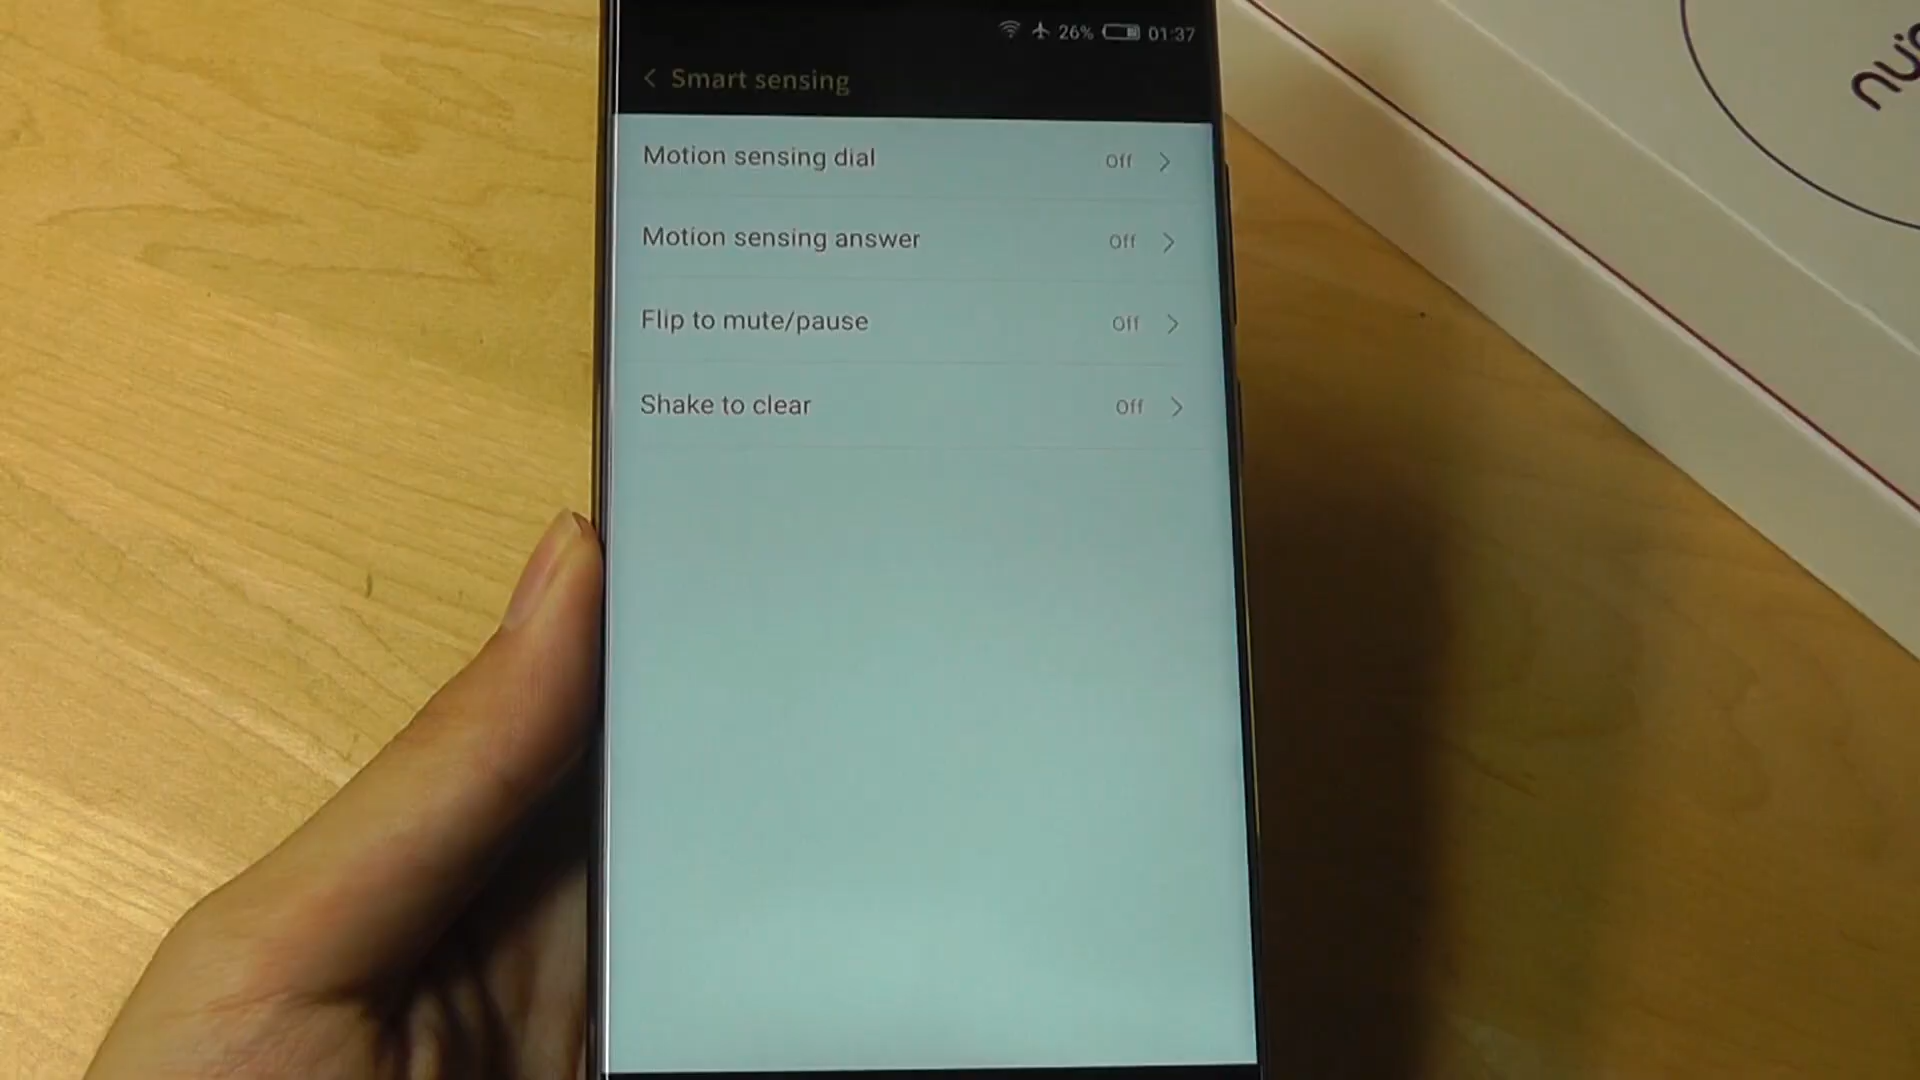 26% 01:37
Smart sensing
Motion sensing dial Off
Motion sensing answer Off
Flip to mute/pause Off
Shake to clear Off